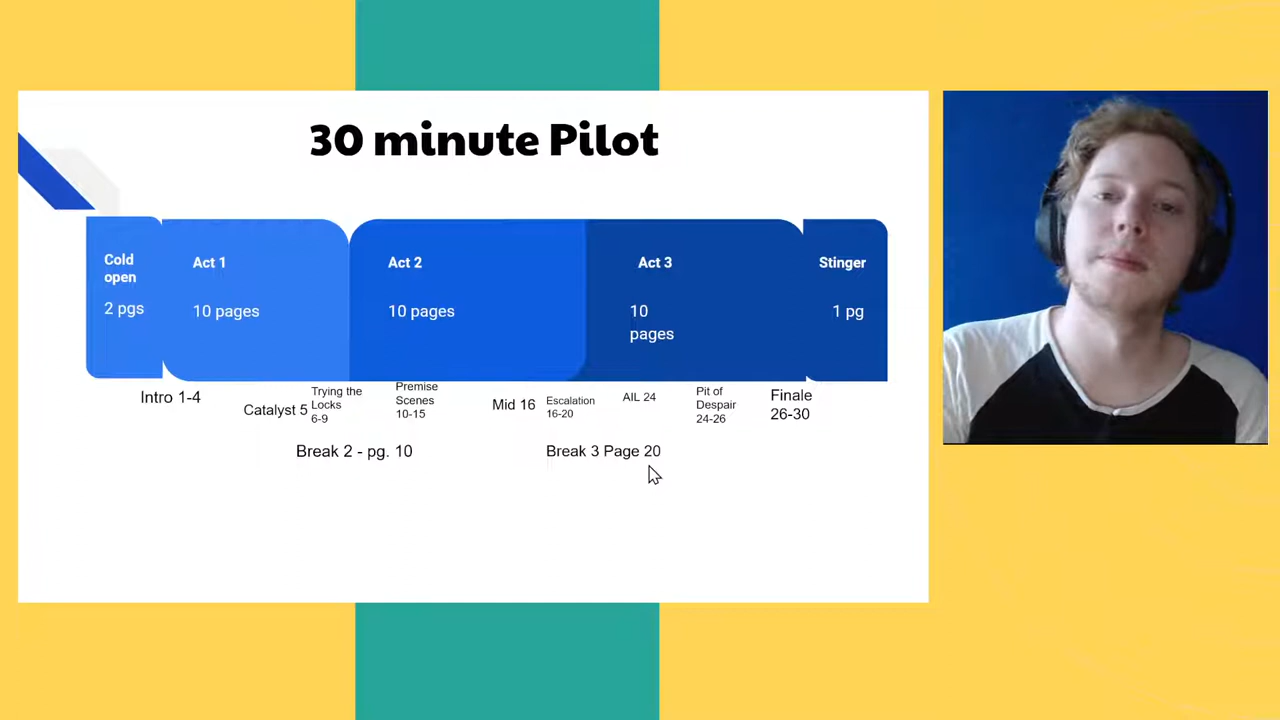 30 minute Pilot
Cold
open
2 pgs
Act 1
10 pages
Act 2
10 pages
Act 3
10
pages
Stinger
1 pg
Intro 1-4
Catalyst 5
Trying the
Locks
6-9
Premise
Scenes
10-15
Mid 16
Escalation
16-20
AIL 24
Pit of
Despair
24-26
Finale
26-30
Break 2 - pg. 10
Break 3 Page 20